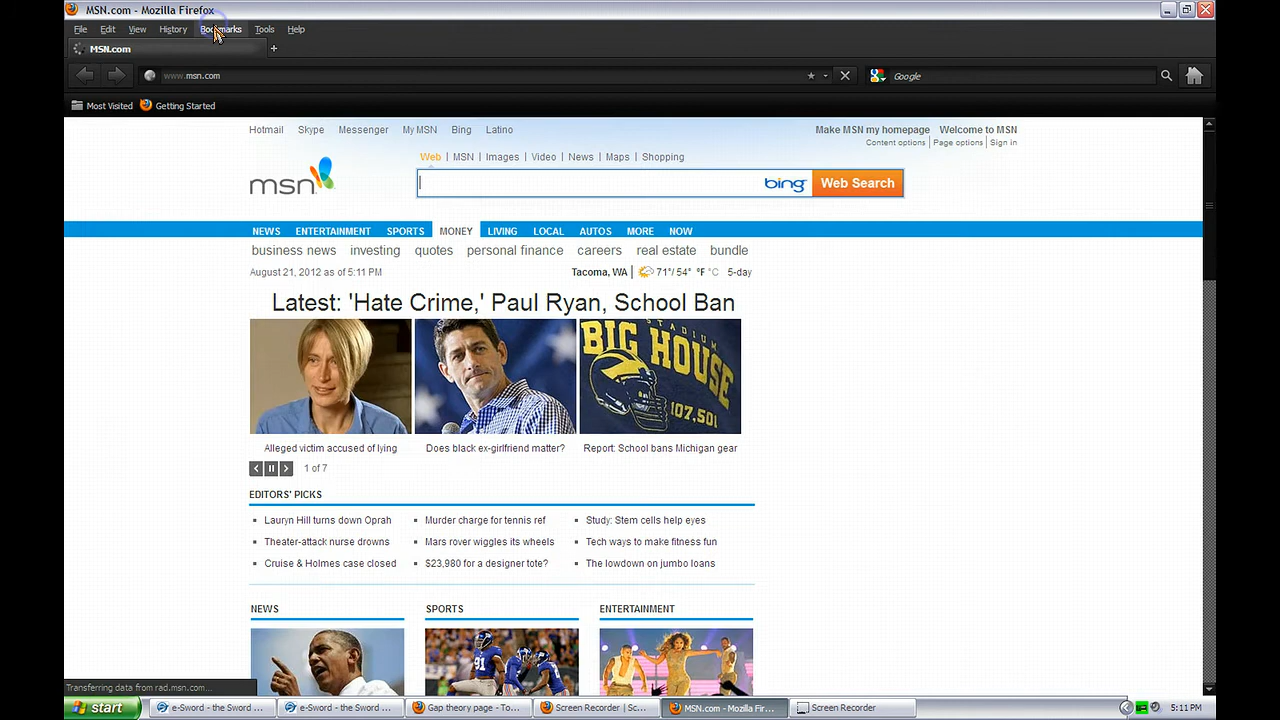 MSN.com - Mozilla Firefox
File Edit View History Bookmarks Tools Help
MSN.com
www.msn.com
Google
Most Visited Getting Started
Hotmail Skype Messenger My MSN Bing Latino
Make MSN my homepage Welcome to MSN
Content options | Page options | Sign in
Web | MSN | Images | Video | News | Maps | Shopping
msn
bing Web Search
NEWS ENTERTAINMENT SPORTS MONEY LIVING LOCAL AUTOS MORE NOW
business news investing quotes personal finance careers real estate bundle
August 21, 2012 as of 5:11 PM
Tacoma, WA | 71°/ 54° °F °C 5-day
Latest: 'Hate Crime,' Paul Ryan, School Ban
STADIUM
BIG HOUSE
107,501
Alleged victim accused of lying
Does black ex-girlfriend matter?
Report: School bans Michigan gear
1 of 7
EDITORS' PICKS
Lauryn Hill turns down Oprah
Murder charge for tennis ref
Study: Stem cells help eyes
Theater-attack nurse drowns
Mars rover wiggles its wheels
Tech ways to make fitness fun
Cruise & Holmes case closed
$23,980 for a designer tote?
The lowdown on jumbo loans
NEWS SPORTS ENTERTAINMENT
91
Transferring data from rad.msn.com...
start
e-Sword - the Sword ...
e-Sword - the Sword ...
Gap theory page - T...
Screen Recorder | Sc...
MSN.com - Mozilla Fir...
Screen Recorder
5:11 PM